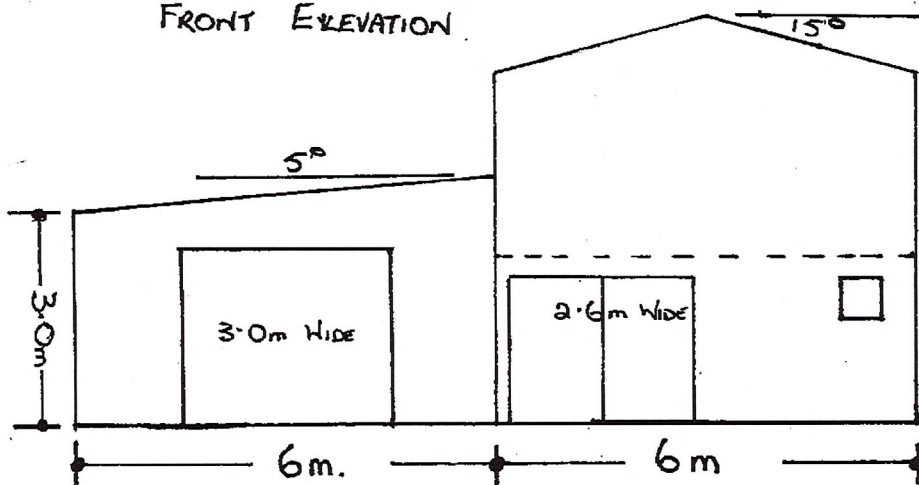 FRONT ELEVATION
15°
5°
3.0m
3.0m WIDE
2.6m WIDE
6m.
6m